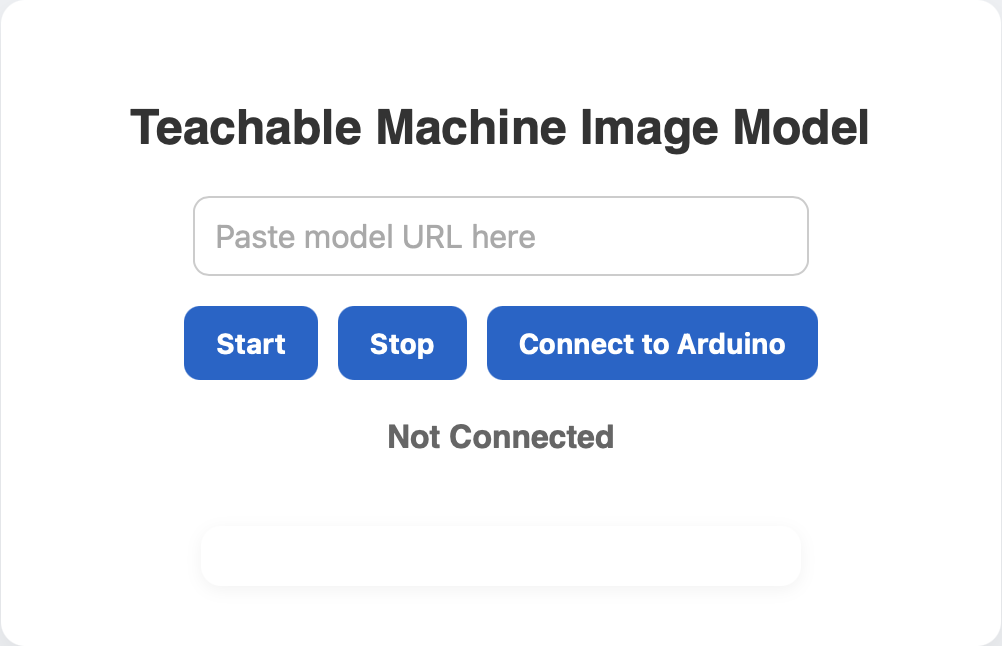 Teachable Machine Image Model
Paste model URL here
Start Stop Connect to Arduino
Not Connected